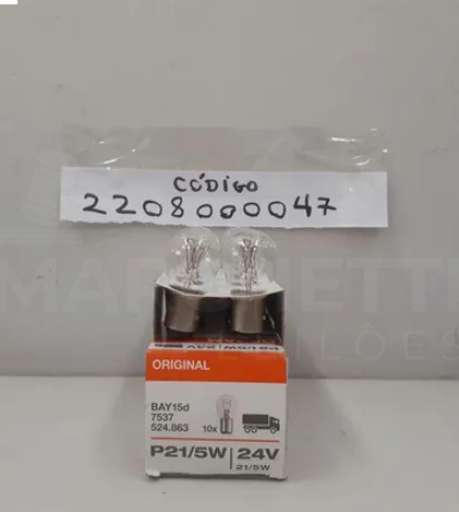 CÓDIGO
2208000047
ORIGINAL
BAY15d
7537
524.863
10x
P21/5W 24V
21/5W